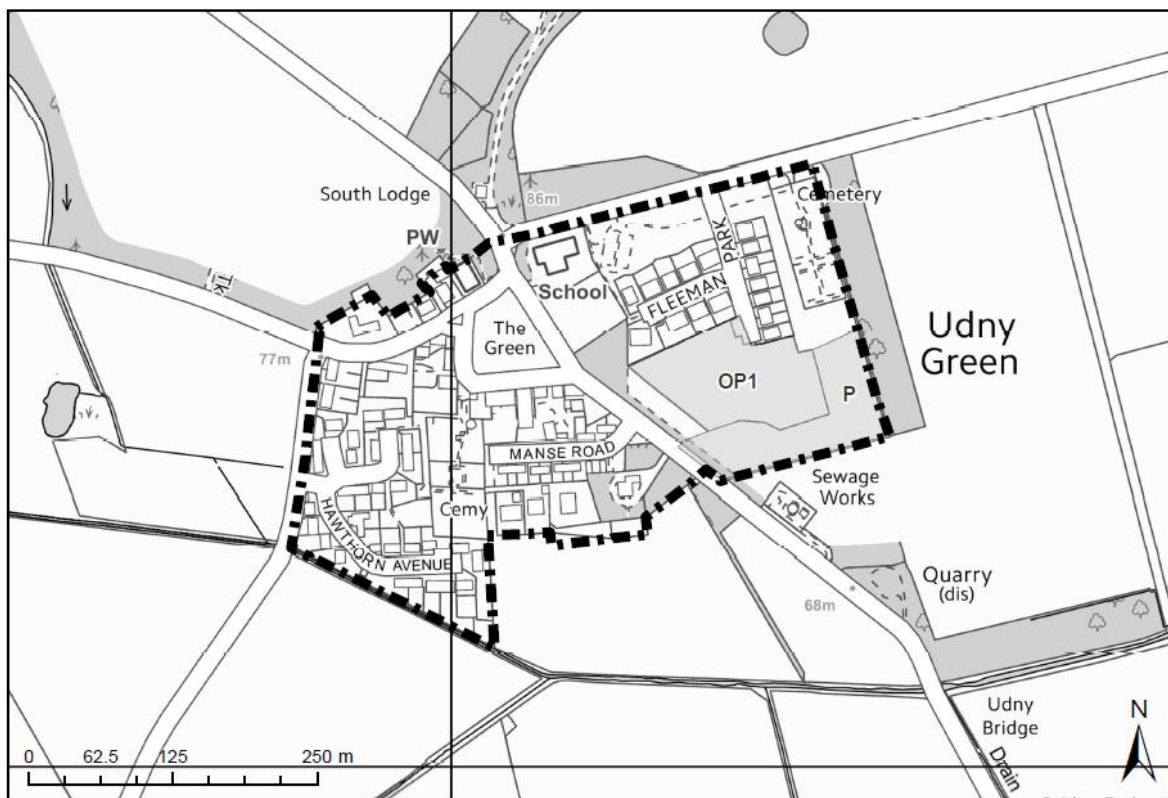 South Lodge
86m
Cemetery
PW
Tk
School
FLEEMAN
PARK
The
Green
77m
Udny
Green
OP1
P
MANSE ROAD
Sewage
Works
Cemy
HAWTHORN AVENUE
Quarry
(dis)
68m
Udny
Bridge
N
Drain
0 62.5 125 250 m